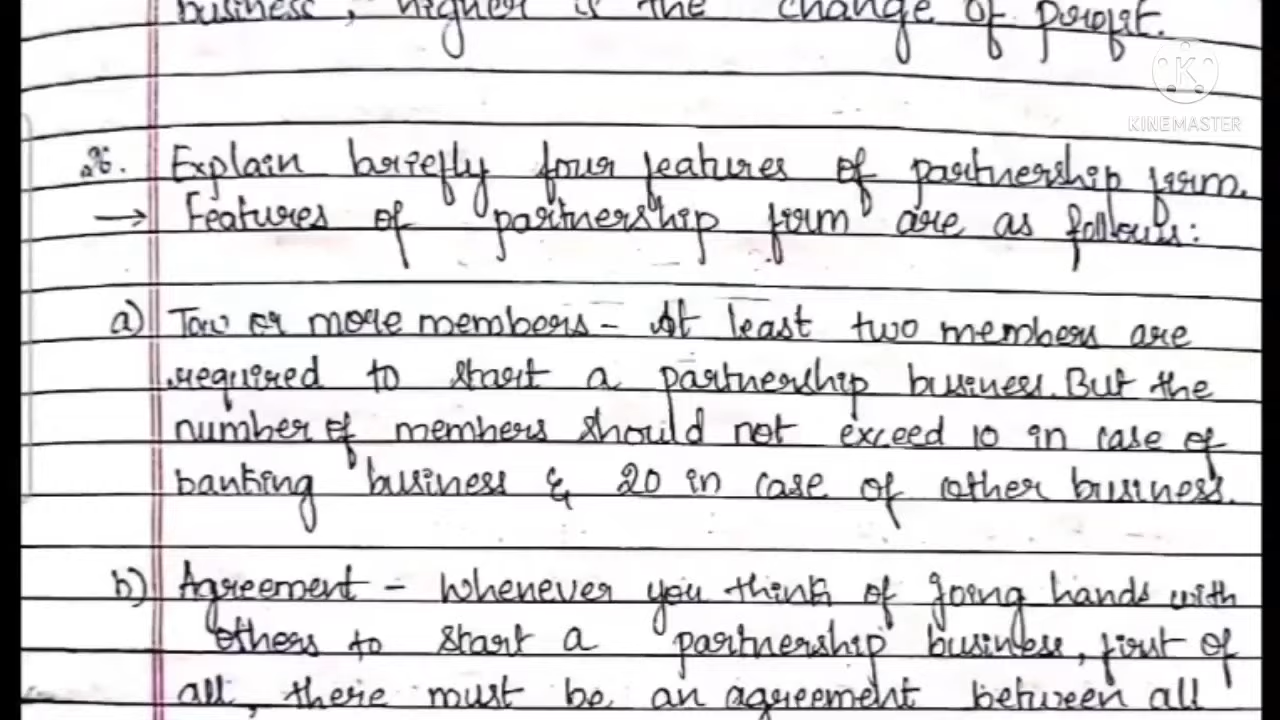 business, higher is the change of profit.
KINEMASTER
Explain briefly four features of partnership firm.
→ Features of partnership firm are as follows:
a) Tow or more members - At least two members are
required to start a partnership business. But the
number of members should not exceed 10 in case of
banking business & 20 in case of other business.
b) Agreement - Whenever you think of going hands with
others to start a partnership business, first of
all, there must be an agreement between all